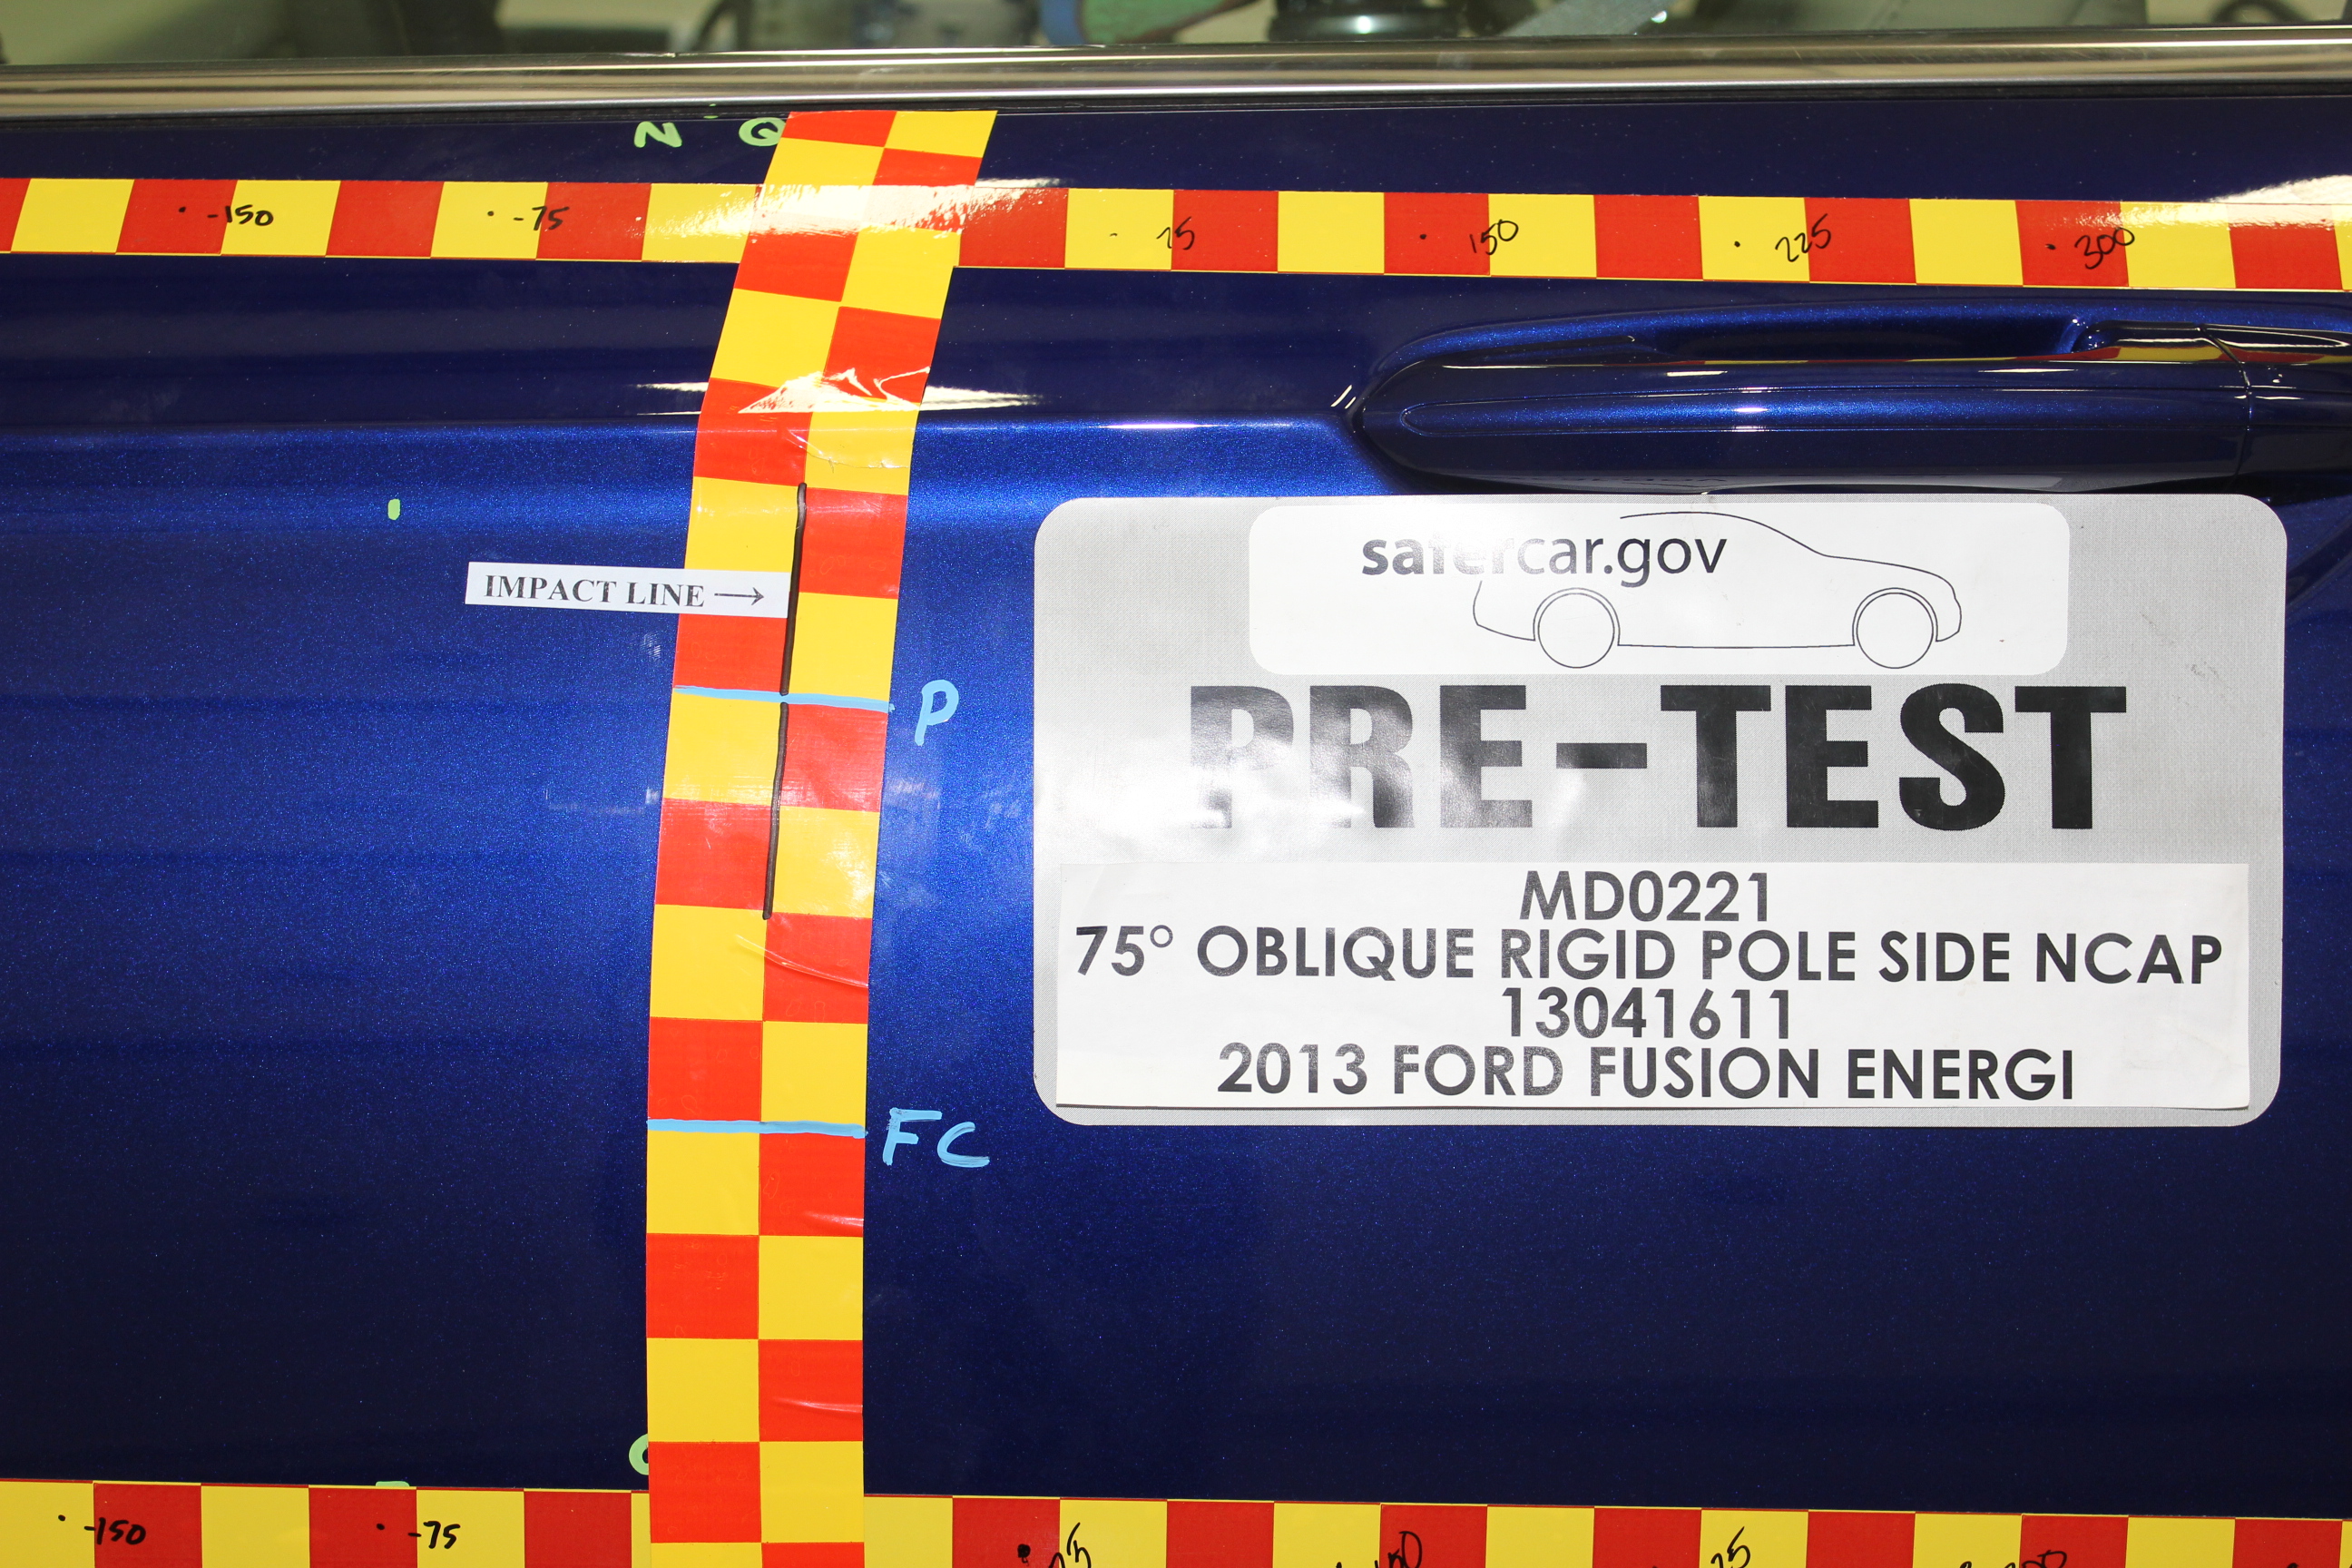 N Q
-150 -75 75 150 225 300
IMPACT LINE →
safercar.gov
P
PRE-TEST
MD0221
75° OBLIQUE RIGID POLE SIDE NCAP
13041611
2013 FORD FUSION ENERGI
FC
-150 -75